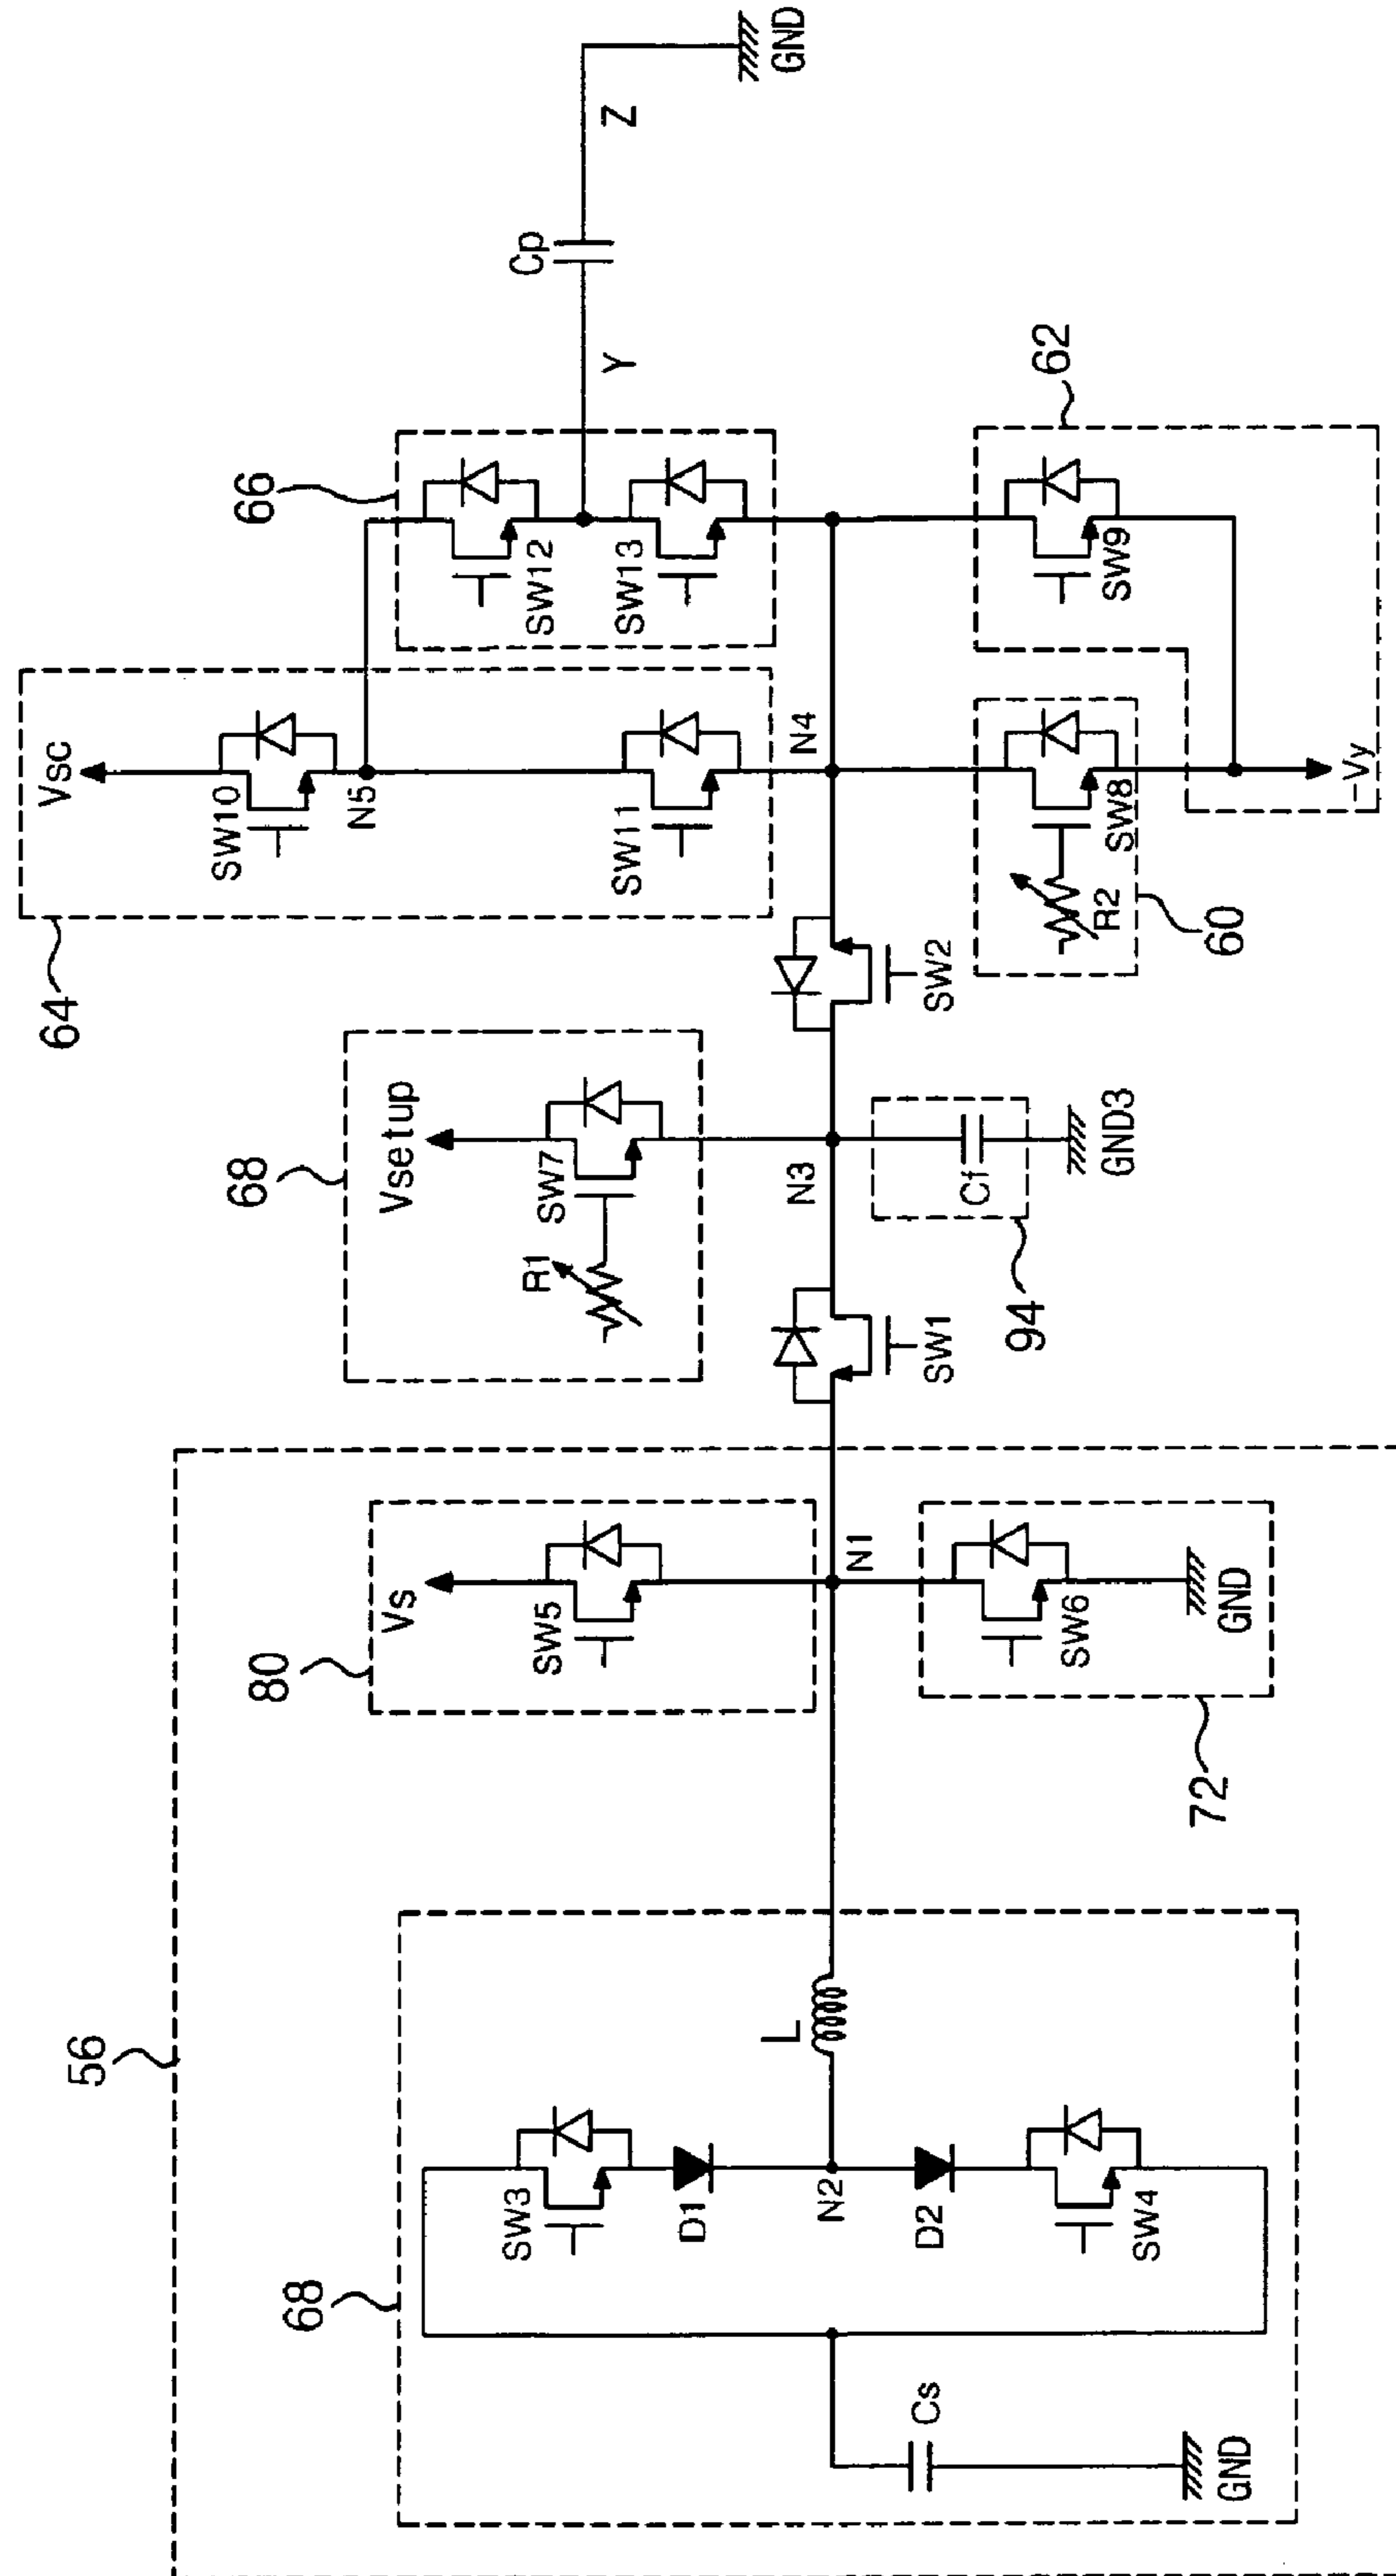 56
68
SW3
D1
N2
D2
SW4
Cs
GND
L
80
Vs
SW5
N1
SW6
GND
72
SW1
68
Vsetup
R1
SW7
N3
Cf
GND3
94
SW2
64
Vsc
SW10
N5
SW11
N4
R2
SW8
60
-Vy
66
SW12
SW13
SW9
62
Y
Cp
Z
GND